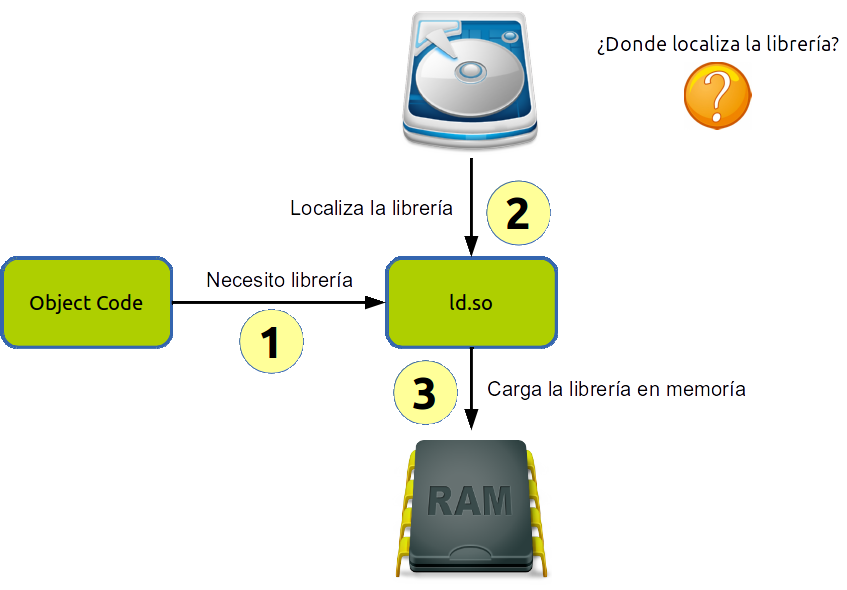 ¿Donde localiza la librería?
Localiza la librería
2
Necesito librería
Object Code
ld.so
1
3
Carga la librería en memoría
RAM